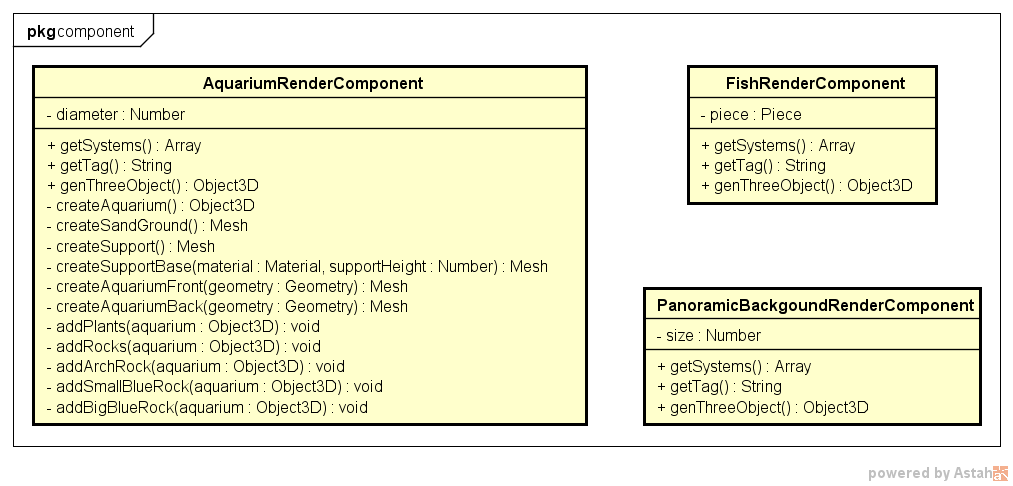 pkg component
AquariumRenderComponent
- diameter : Number
+ getSystems() : Array
+ getTag() : String
+ genThreeObject() : Object3D
- createAquarium() : Object3D
- createSandGround() : Mesh
- createSupport() : Mesh
- createSupportBase(material : Material, supportHeight : Number) : Mesh
- createAquariumFront(geometry : Geometry) : Mesh
- createAquariumBack(geometry : Geometry) : Mesh
- addPlants(aquarium : Object3D) : void
- addRocks(aquarium : Object3D) : void
- addArchRock(aquarium : Object3D) : void
- addSmallBlueRock(aquarium : Object3D) : void
- addBigBlueRock(aquarium : Object3D) : void
FishRenderComponent
- piece : Piece
+ getSystems() : Array
+ getTag() : String
+ genThreeObject() : Object3D
PanoramicBackgoundRenderComponent
- size : Number
+ getSystems() : Array
+ getTag() : String
+ genThreeObject() : Object3D
powered by Astah